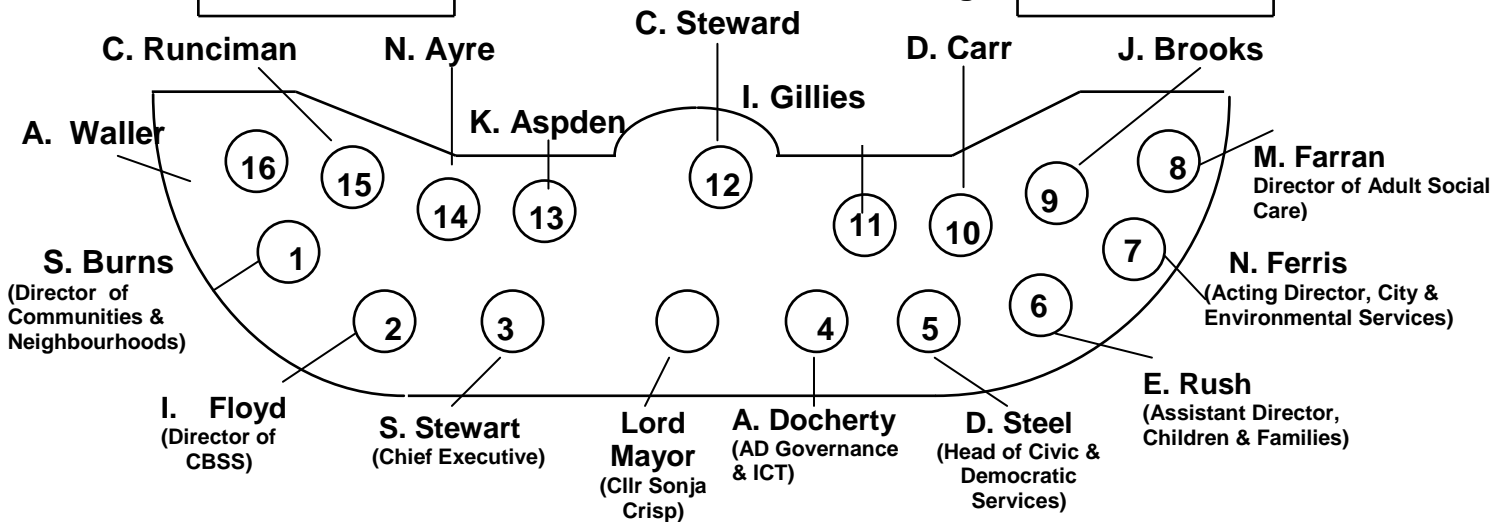 C. Steward
C. Runciman
N. Ayre
D. Carr
J. Brooks
I. Gillies
K. Aspden
A. Waller
16
15
14
13
12
11
10
9
8
M. Farran
Director of Adult Social
Care)
S. Burns
(Director of
Communities &
Neighbourhoods)
1
2
3
4
5
6
7
N. Ferris
(Acting Director, City &
Environmental Services)
I. Floyd
(Director of
CBSS)
S. Stewart
(Chief Executive)
Lord
Mayor
(Cllr Sonja
Crisp)
A. Docherty
(AD Governance
& ICT)
D. Steel
(Head of Civic &
Democratic
Services)
E. Rush
(Assistant Director,
Children & Families)